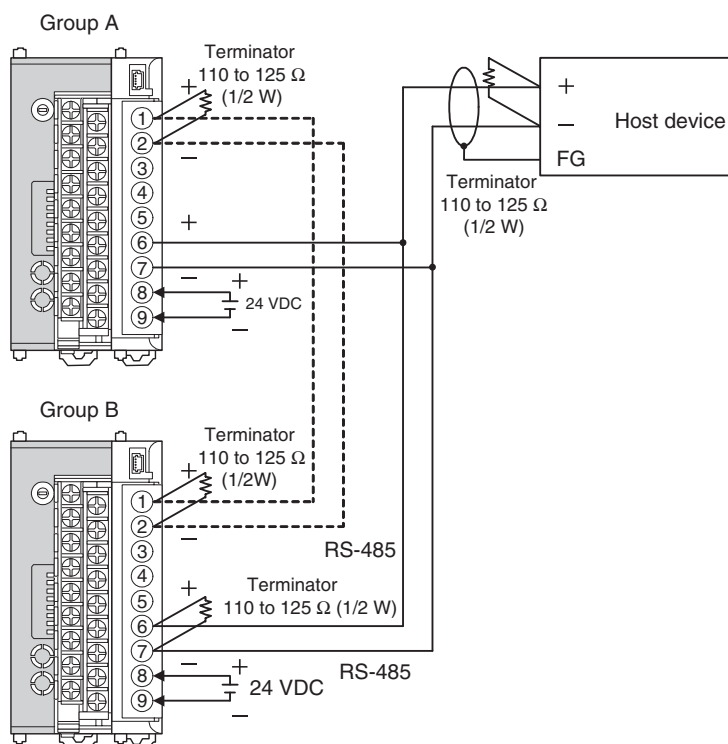 Group A
Terminator
110 to 125 Ω
(1/2 W)
+
1
2
−
3
4
5
+
6
7
−
8
9
+
24 VDC
−
+
−
FG
Host device
Terminator
110 to 125 Ω
(1/2 W)
Group B
Terminator
110 to 125 Ω
(1/2W)
+
1
2
−
3
4
5
RS-485
+
Terminator
110 to 125 Ω (1/2 W)
6
7
−
8
9
+
24 VDC
−
RS-485